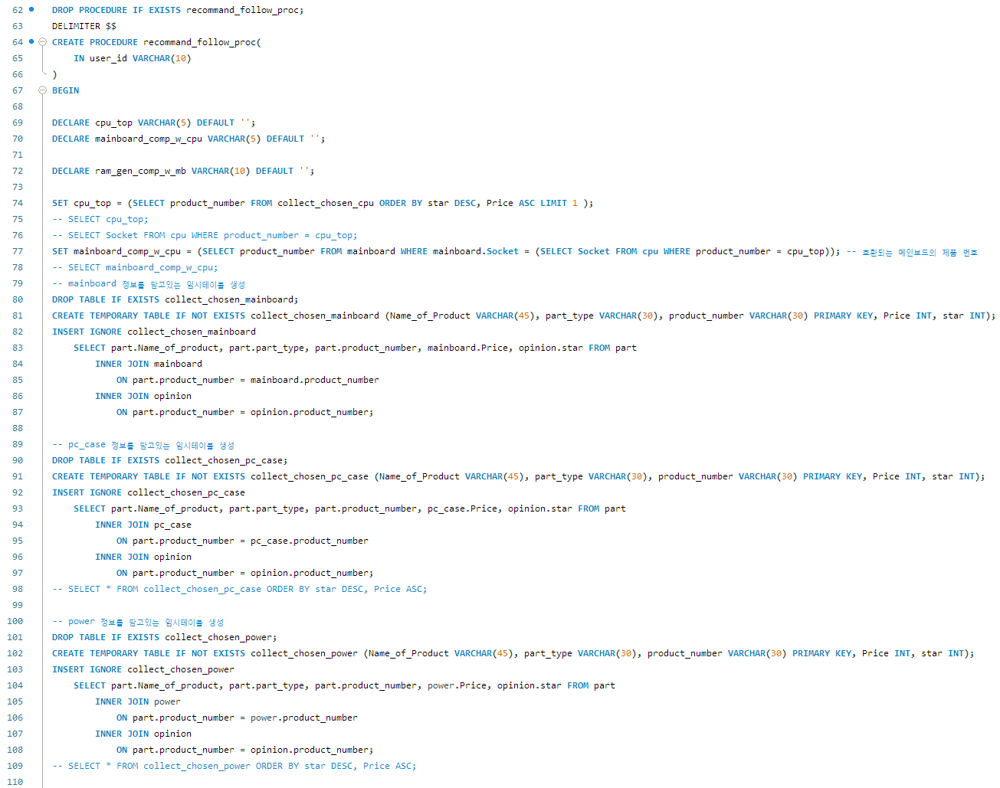 62 DROP PROCEDURE IF EXISTS recommand_follow_proc;
63 DELIMITER $$
64 CREATE PROCEDURE recommand_follow_proc(
65 IN user_id VARCHAR(10)
66 )
67 BEGIN
68
69 DECLARE cpu_top VARCHAR(5) DEFAULT '';
70 DECLARE mainboard_comp_w_cpu VARCHAR(5) DEFAULT '';
71
72 DECLARE ram_gen_comp_w_mb VARCHAR(10) DEFAULT '';
73
74 SET cpu_top = (SELECT product_number FROM collect_chosen_cpu ORDER BY star DESC, Price ASC LIMIT 1 );
75 -- SELECT cpu_top;
76 -- SELECT Socket FROM cpu WHERE product_number = cpu_top;
77 SET mainboard_comp_w_cpu = (SELECT product_number FROM mainboard WHERE mainboard.Socket = (SELECT Socket FROM cpu WHERE product_number = cpu_top)); -- 호환되는 메인보드의 제품 번호
78 -- SELECT mainboard_comp_w_cpu;
79 -- mainboard 정보를 담고있는 임시테이블 생성
80 DROP TABLE IF EXISTS collect_chosen_mainboard;
81 CREATE TEMPORARY TABLE IF NOT EXISTS collect_chosen_mainboard (Name_of_Product VARCHAR(45), part_type VARCHAR(30), product_number VARCHAR(30) PRIMARY KEY, Price INT, star INT);
82 INSERT IGNORE collect_chosen_mainboard
83 SELECT part.Name_of_product, part.part_type, part.product_number, mainboard.Price, opinion.star FROM part
84 INNER JOIN mainboard
85 ON part.product_number = mainboard.product_number
86 INNER JOIN opinion
87 ON part.product_number = opinion.product_number;
88
89 -- pc_case 정보를 담고있는 임시테이블 생성
90 DROP TABLE IF EXISTS collect_chosen_pc_case;
91 CREATE TEMPORARY TABLE IF NOT EXISTS collect_chosen_pc_case (Name_of_Product VARCHAR(45), part_type VARCHAR(30), product_number VARCHAR(30) PRIMARY KEY, Price INT, star INT);
92 INSERT IGNORE collect_chosen_pc_case
93 SELECT part.Name_of_product, part.part_type, part.product_number, pc_case.Price, opinion.star FROM part
94 INNER JOIN pc_case
95 ON part.product_number = pc_case.product_number
96 INNER JOIN opinion
97 ON part.product_number = opinion.product_number;
98 -- SELECT * FROM collect_chosen_pc_case ORDER BY star DESC, Price ASC;
99
100 -- power 정보를 담고있는 임시테이블 생성
101 DROP TABLE IF EXISTS collect_chosen_power;
102 CREATE TEMPORARY TABLE IF NOT EXISTS collect_chosen_power (Name_of_Product VARCHAR(45), part_type VARCHAR(30), product_number VARCHAR(30) PRIMARY KEY, Price INT, star INT);
103 INSERT IGNORE collect_chosen_power
104 SELECT part.Name_of_product, part.part_type, part.product_number, power.Price, opinion.star FROM part
105 INNER JOIN power
106 ON part.product_number = power.product_number
107 INNER JOIN opinion
108 ON part.product_number = opinion.product_number;
109 -- SELECT * FROM collect_chosen_power ORDER BY star DESC, Price ASC;
110